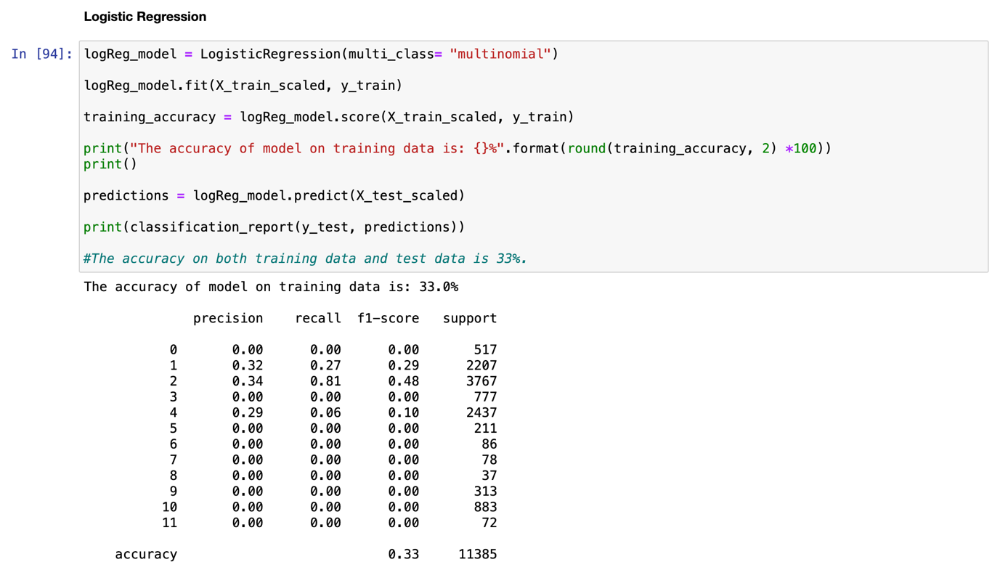 Logistic Regression
In [94]: logReg_model = LogisticRegression(multi_class= "multinomial")
logReg_model.fit(X_train_scaled, y_train)
training_accuracy = logReg_model.score(X_train_scaled, y_train)
print("The accuracy of model on training data is: {}%".format(round(training_accuracy, 2) *100))
print()
predictions = logReg_model.predict(X_test_scaled)
print(classification_report(y_test, predictions))
#The accuracy on both training data and test data is 33%.
The accuracy of model on training data is: 33.0%
precision recall f1-score support
0 0.00 0.00 0.00 517
1 0.32 0.27 0.29 2207
2 0.34 0.81 0.48 3767
3 0.00 0.00 0.00 777
4 0.29 0.06 0.10 2437
5 0.00 0.00 0.00 211
6 0.00 0.00 0.00 86
7 0.00 0.00 0.00 78
8 0.00 0.00 0.00 37
9 0.00 0.00 0.00 313
10 0.00 0.00 0.00 883
11 0.00 0.00 0.00 72
accuracy 0.33 11385